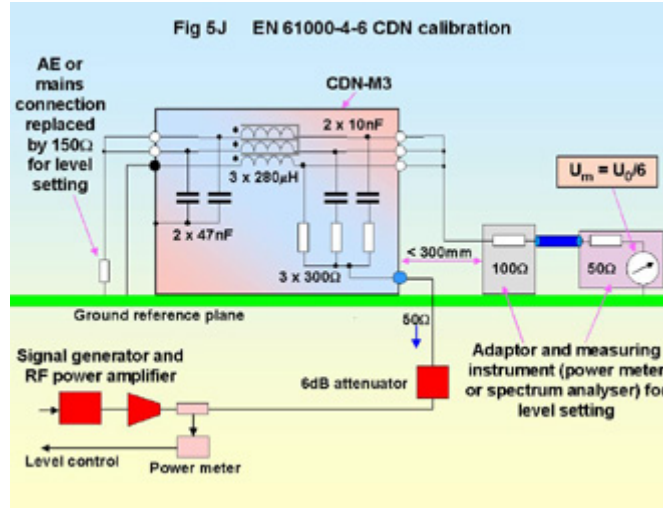 Fig 5J EN 61000-4-6 CDN calibration
AE or
mains
connection
replaced
by 150Ω
for level
setting
CDN-M3
2 x 10nF
3 x 280µH
2 x 47nF
3 x 300Ω
Um = U0/6
< 300mm
100Ω
50Ω
Ground reference plane
50Ω
Signal generator and
RF power amplifier
6dB attenuator
Adaptor and measuring
instrument (power meter
or spectrum analyser) for
level setting
Level control
Power meter